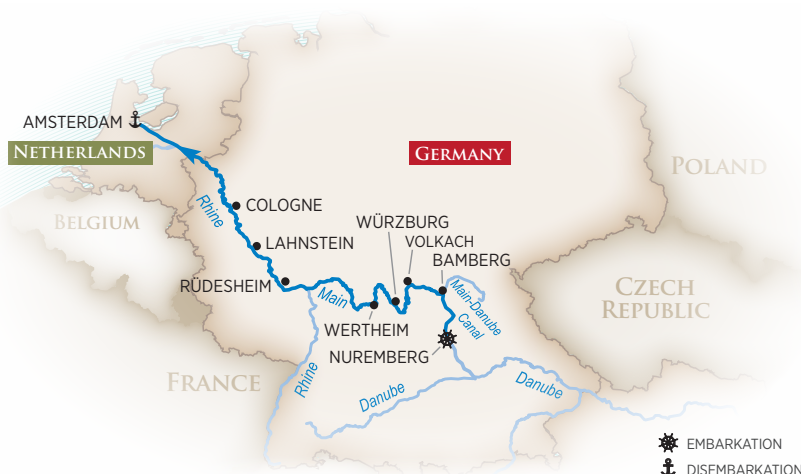 AMSTERDAM
NETHERLANDS
GERMANY
POLAND
BELGIUM
Rhine
COLOGNE
LAHNSTEIN
RÜDESHEIM
WÜRZBURG
VOLKACH
BAMBERG
Main
Main-Danube
Canal
CZECH
REPUBLIC
WERTHEIM
NUREMBERG
FRANCE
Rhine
Danube
Danube
EMBARKATION
DISEMBARKATION